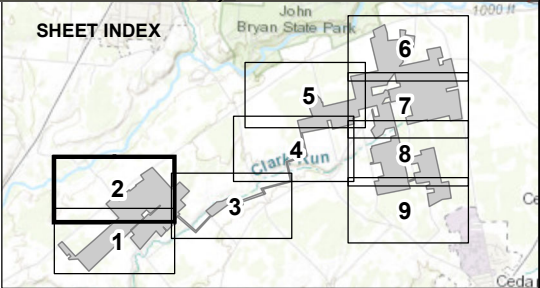 SHEET INDEX
John
Bryan State Park
1000 ft
6
5
7
4
Clark Run
8
2
3
9
1
Ce
Ceda